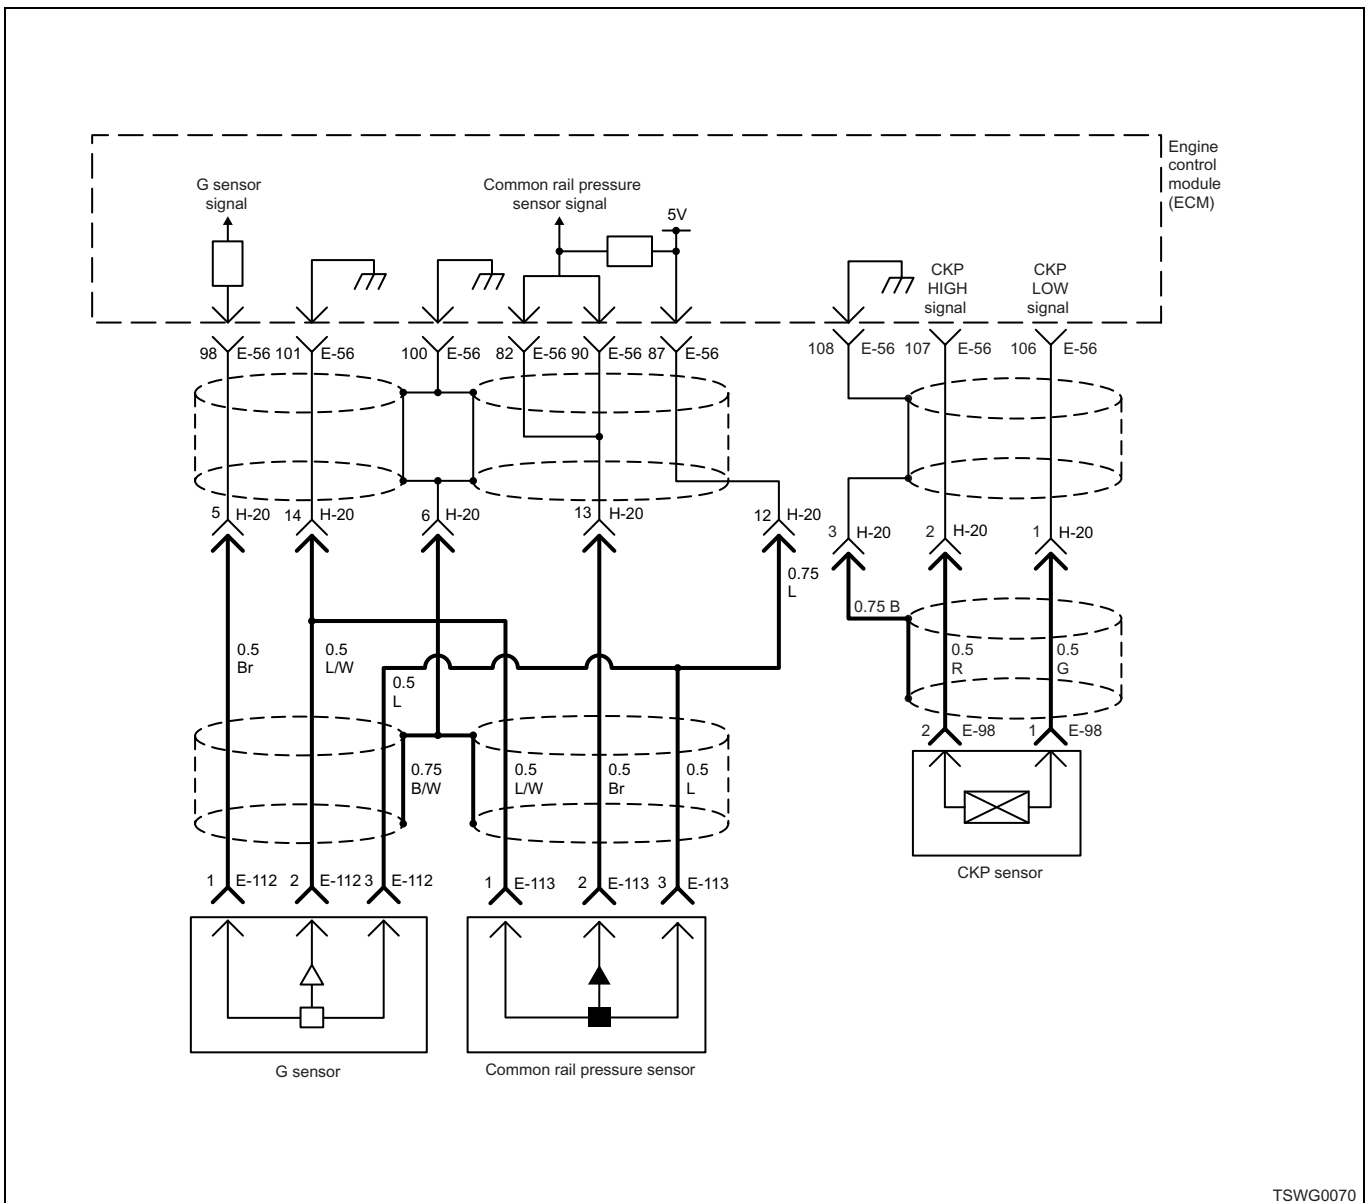 Engine
control
module
(ECM)
G sensor
signal
Common rail pressure
sensor signal
5V
CKP
HIGH
signal
CKP
LOW
signal
98 E-56 101 E-56 100 E-56 82 E-56 90 E-56 87 E-56 108 E-56 107 E-56 106 E-56
5 H-20 14 H-20 6 H-20 13 H-20 12 H-20 3 H-20 2 H-20 1 H-20
0.75
L
0.75 B
0.5
Br
0.5
L/W
0.5
L
0.5
R
0.5
G
2 E-98 1 E-98
0.75
B/W
0.5
L/W
0.5
Br
0.5
L
CKP sensor
1 E-112 2 E-112 3 E-112 1 E-113 2 E-113 3 E-113
G sensor
Common rail pressure sensor
TSWG0070